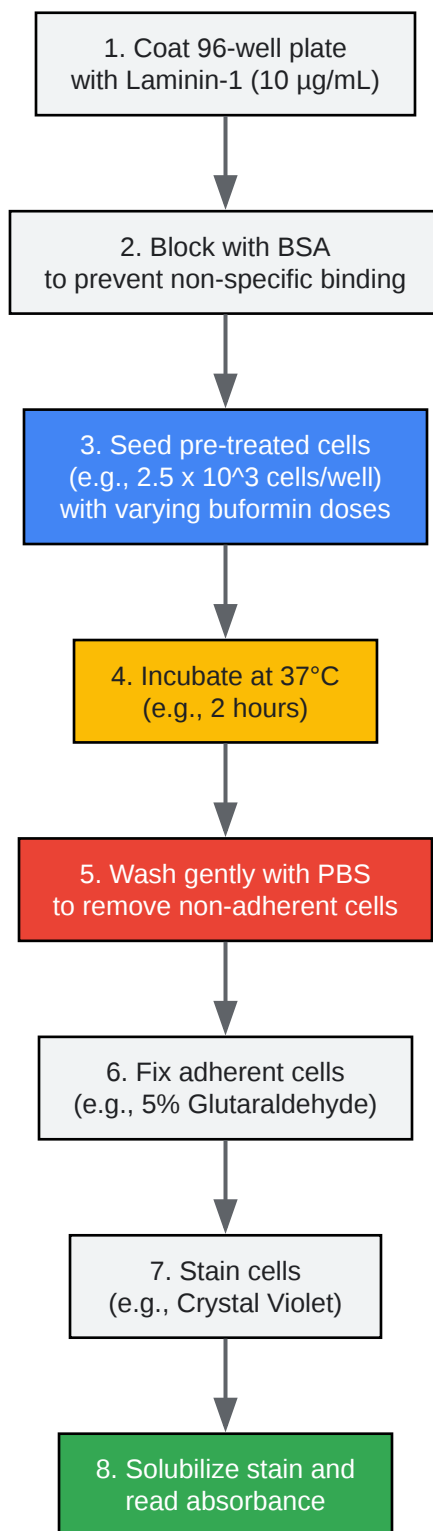 1. Coat 96-well plate
with Laminin-1 (10 µg/mL)
2. Block with BSA
to prevent non-specific binding
3. Seed pre-treated cells
(e.g., 2.5 x 10^3 cells/well)
with varying buformin doses
4. Incubate at 37°C
(e.g., 2 hours)
5. Wash gently with PBS
to remove non-adherent cells
6. Fix adherent cells
(e.g., 5% Glutaraldehyde)
7. Stain cells
(e.g., Crystal Violet)
8. Solubilize stain and
read absorbance